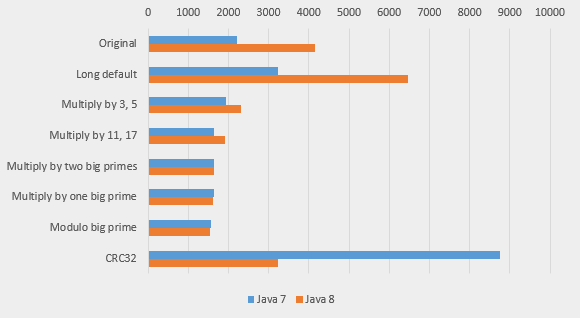 0 1000 2000 3000 4000 5000 6000 7000 8000 9000 10000
Original
Long default
Multiply by 3, 5
Multiply by 11, 17
Multiply by two big primes
Multiply by one big prime
Modulo big prime
CRC32
Java 7 Java 8